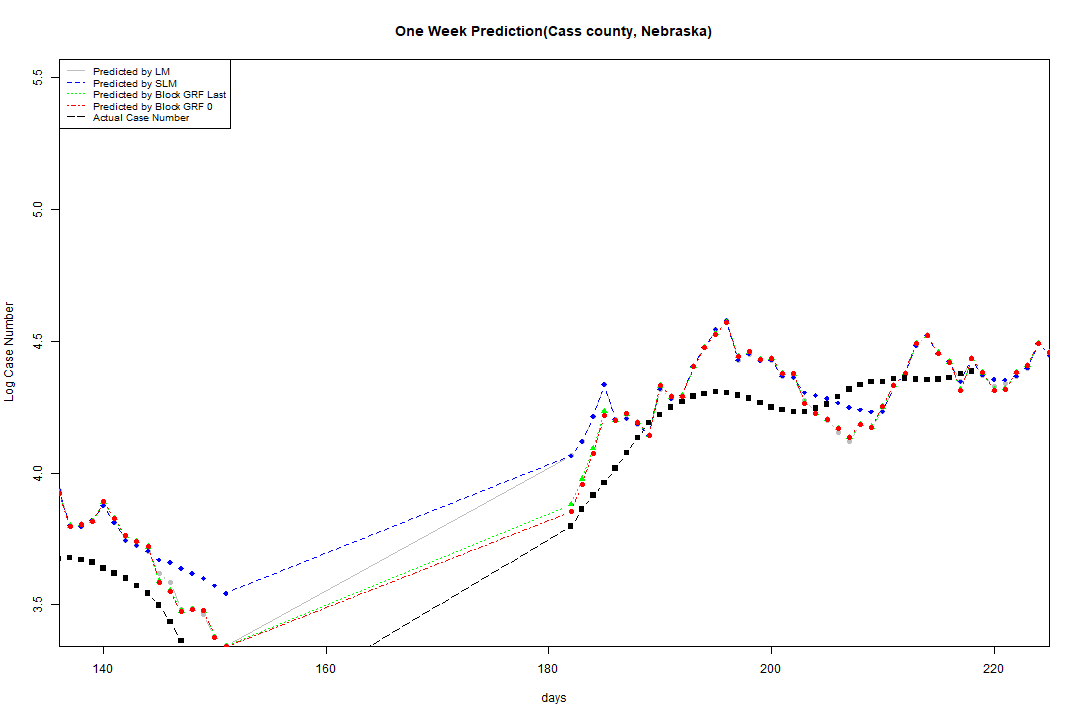 One Week Prediction(Cass county, Nebraska)
Predicted by LM
Predicted by SLM
Predicted by Block GRF Last
Predicted by Block GRF 0
Actual Case Number
5.5
5.0
4.5
4.0
3.5
Log Case Number
140 160 180 200 220
days